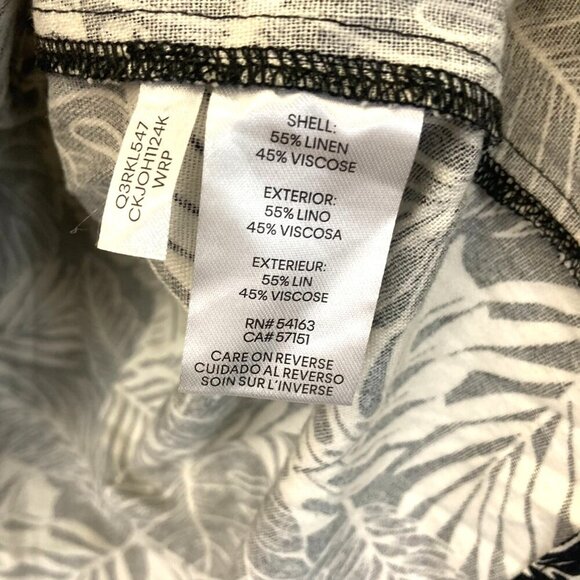 Q3RKL547
CKJOH1124K
WRP
SHELL:
55% LINEN
45% VISCOSE
EXTERIOR:
55% LINO
45% VISCOSA
EXTERIEUR:
55% LIN
45% VISCOSE
RN# 54163
CA# 57151
CARE ON REVERSE
CUIDADO AL REVERSO
SOIN SUR L'INVERSE